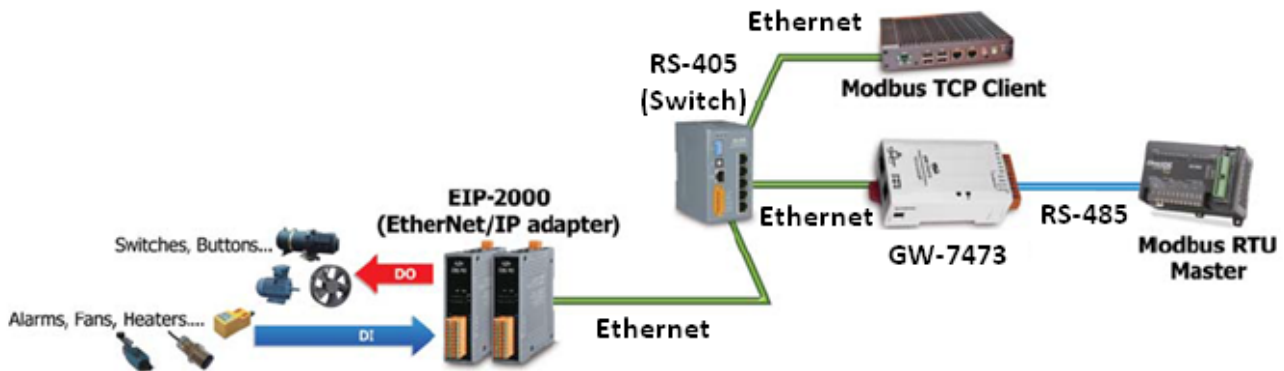 Ethernet
RS-405
(Switch)
Modbus TCP Client
EIP-2000
(EtherNet/IP adapter)
Switches, Buttons...
DO
Ethernet
RS-485
GW-7473
Modbus RTU
Master
Alarms, Fans, Heaters....
DI
Ethernet